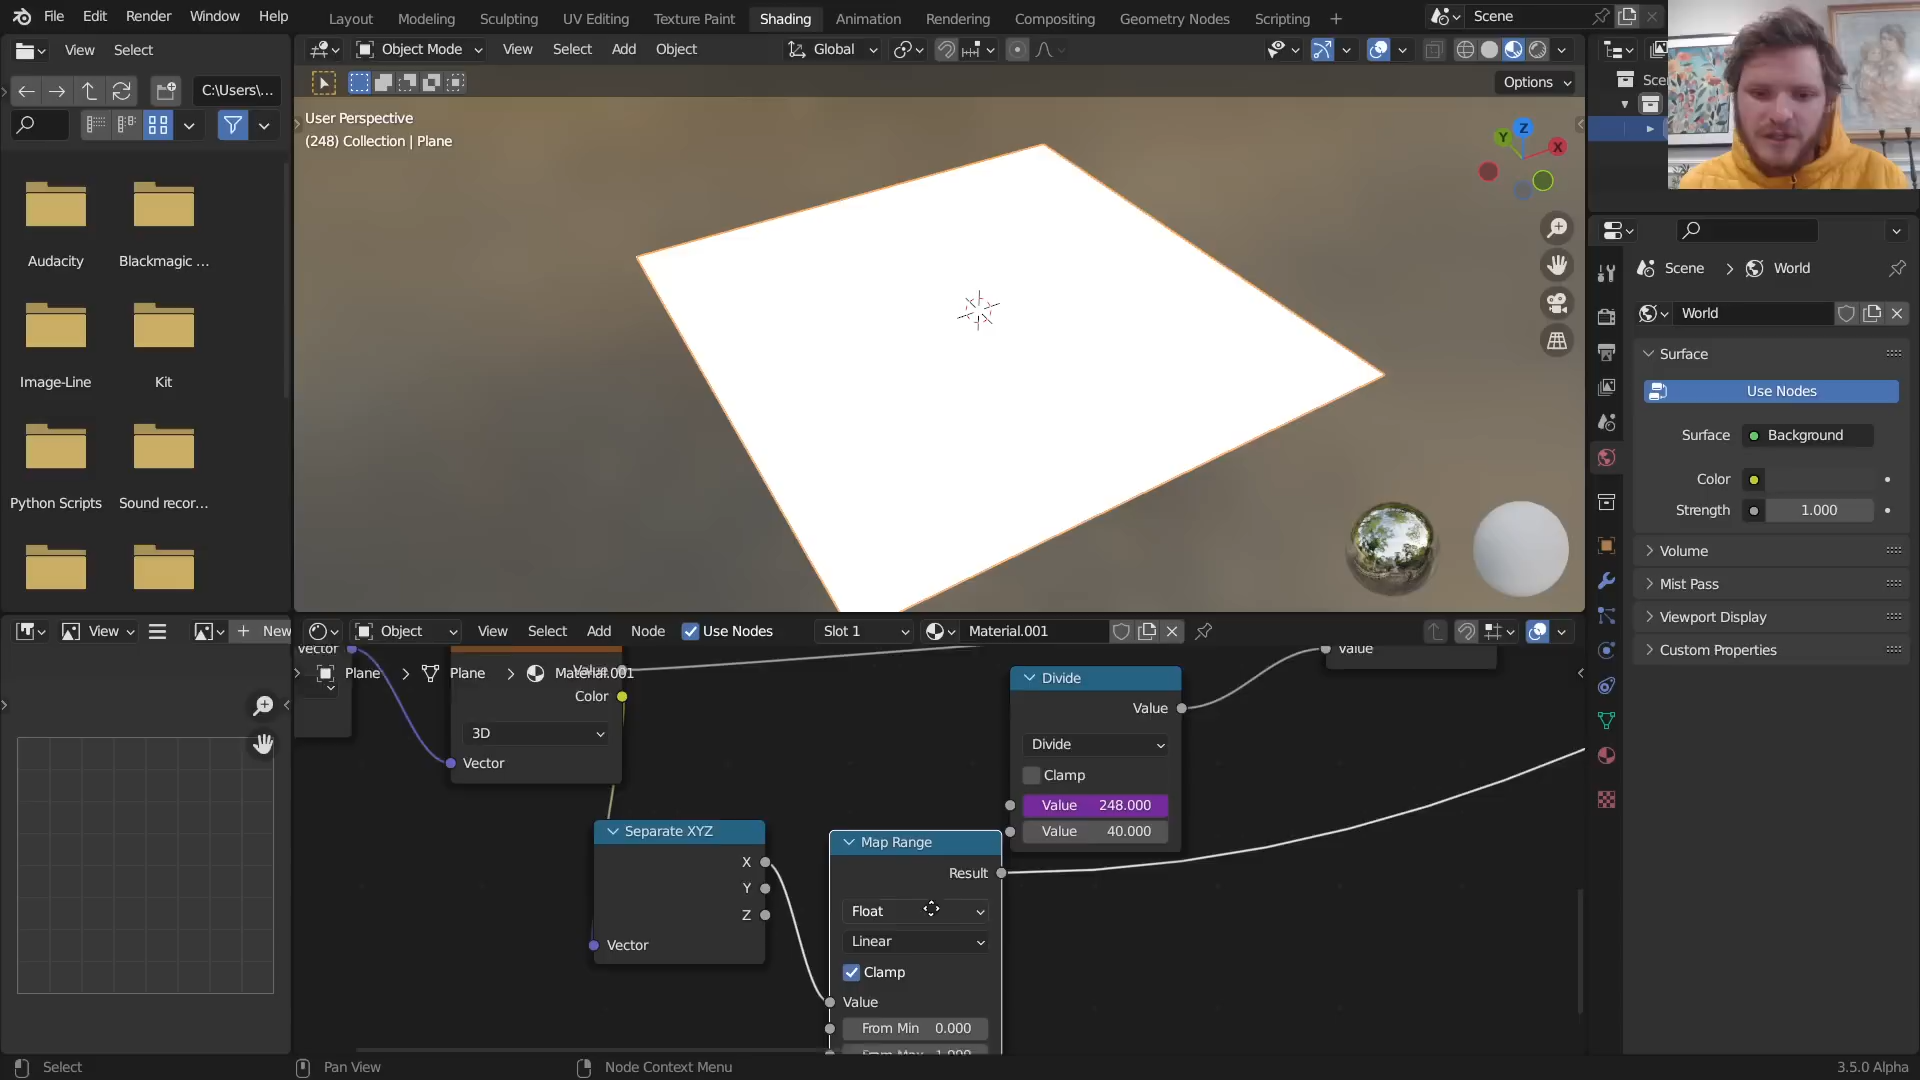 File Edit Render Window Help
Layout Modeling Sculpting UV Editing Texture Paint Shading Animation Rendering Compositing Geometry Nodes Scripting +
Scene
View Select
Object Mode View Select Add Object
Global
Options
C:\Users\...
Audacity
Blackmagic ...
Image-Line
Kit
Python Scripts
Sound recor...
User Perspective
(248) Collection | Plane
Z
Y
X
Sce
Scene > World
World
Surface
Use Nodes
Surface Background
Color
Strength 1.000
Volume
Mist Pass
Viewport Display
Custom Properties
View
New
Object View Select Add Node Use Nodes Slot 1 Material.001
Plane > Plane > Material.001
Vector
Value
Color
3D
Vector
Separate XYZ
X
Y
Z
Vector
Map Range
Result
Float
Linear
Clamp
Value
From Min 0.000
From Max 1.000
Divide
Value
Divide
Clamp
Value 248.000
Value 40.000
Value
Select
Pan View
Node Context Menu
3.5.0 Alpha